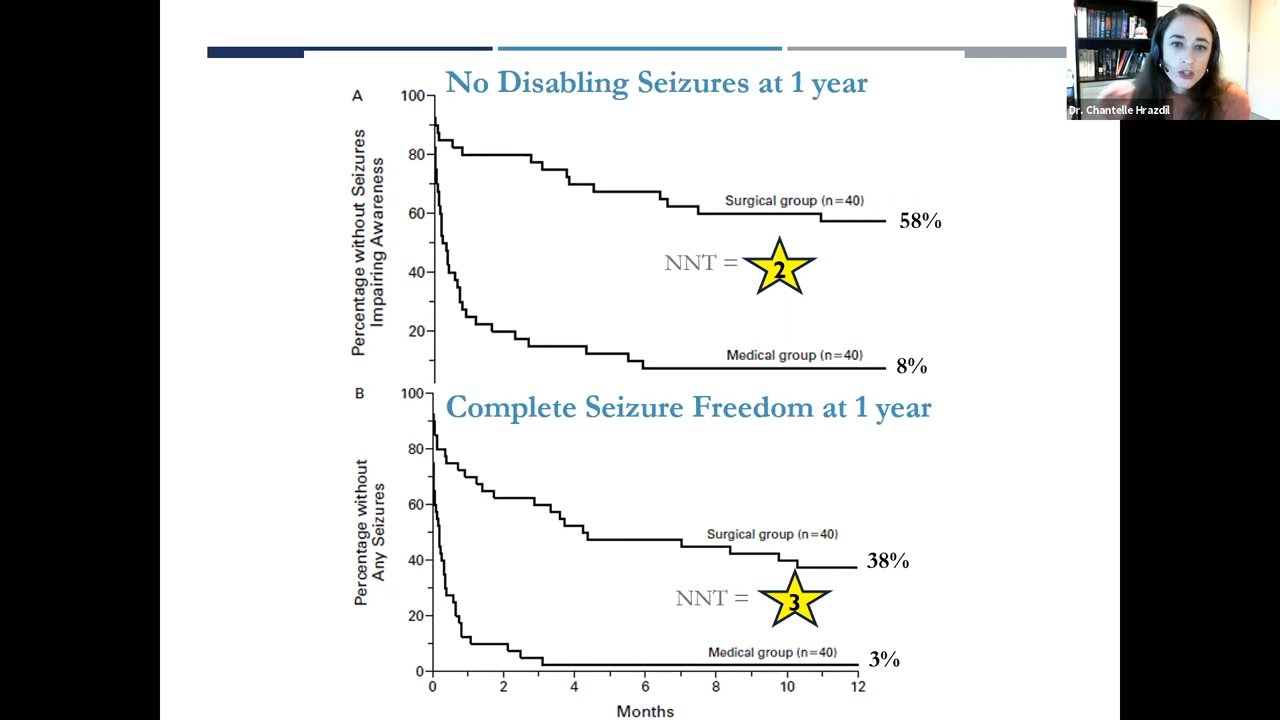 Dr. Chantelle Hrazdil
No Disabling Seizures at 1 year
A
100
80
60
40
20
Percentage without Seizures
Impairing Awareness
Surgical group (n=40)
58%
NNT = 2
Medical group (n=40)
8%
B
Complete Seizure Freedom at 1 year
100
80
60
40
20
0
Percentage without
Any Seizures
Surgical group (n=40)
38%
NNT = 3
Medical group (n=40)
3%
0 2 4 6 8 10 12
Months